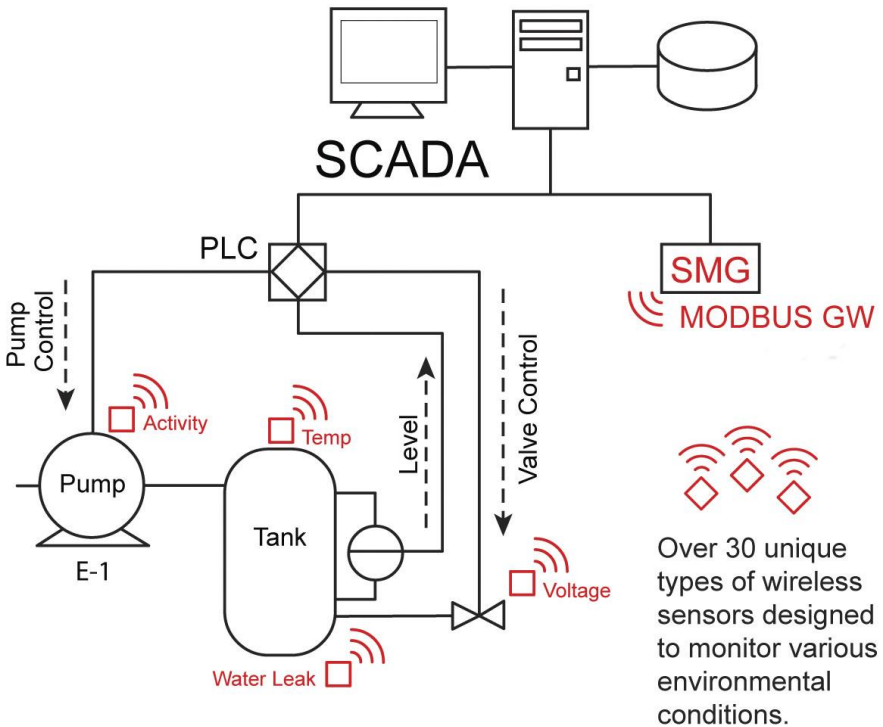 SCADA
PLC
SMG
MODBUS GW
Pump
Control
Activity
Temp
Level
Valve Control
Pump
E-1
Tank
Voltage
Water Leak
Over 30 unique
types of wireless
sensors designed
to monitor various
environmental
conditions.